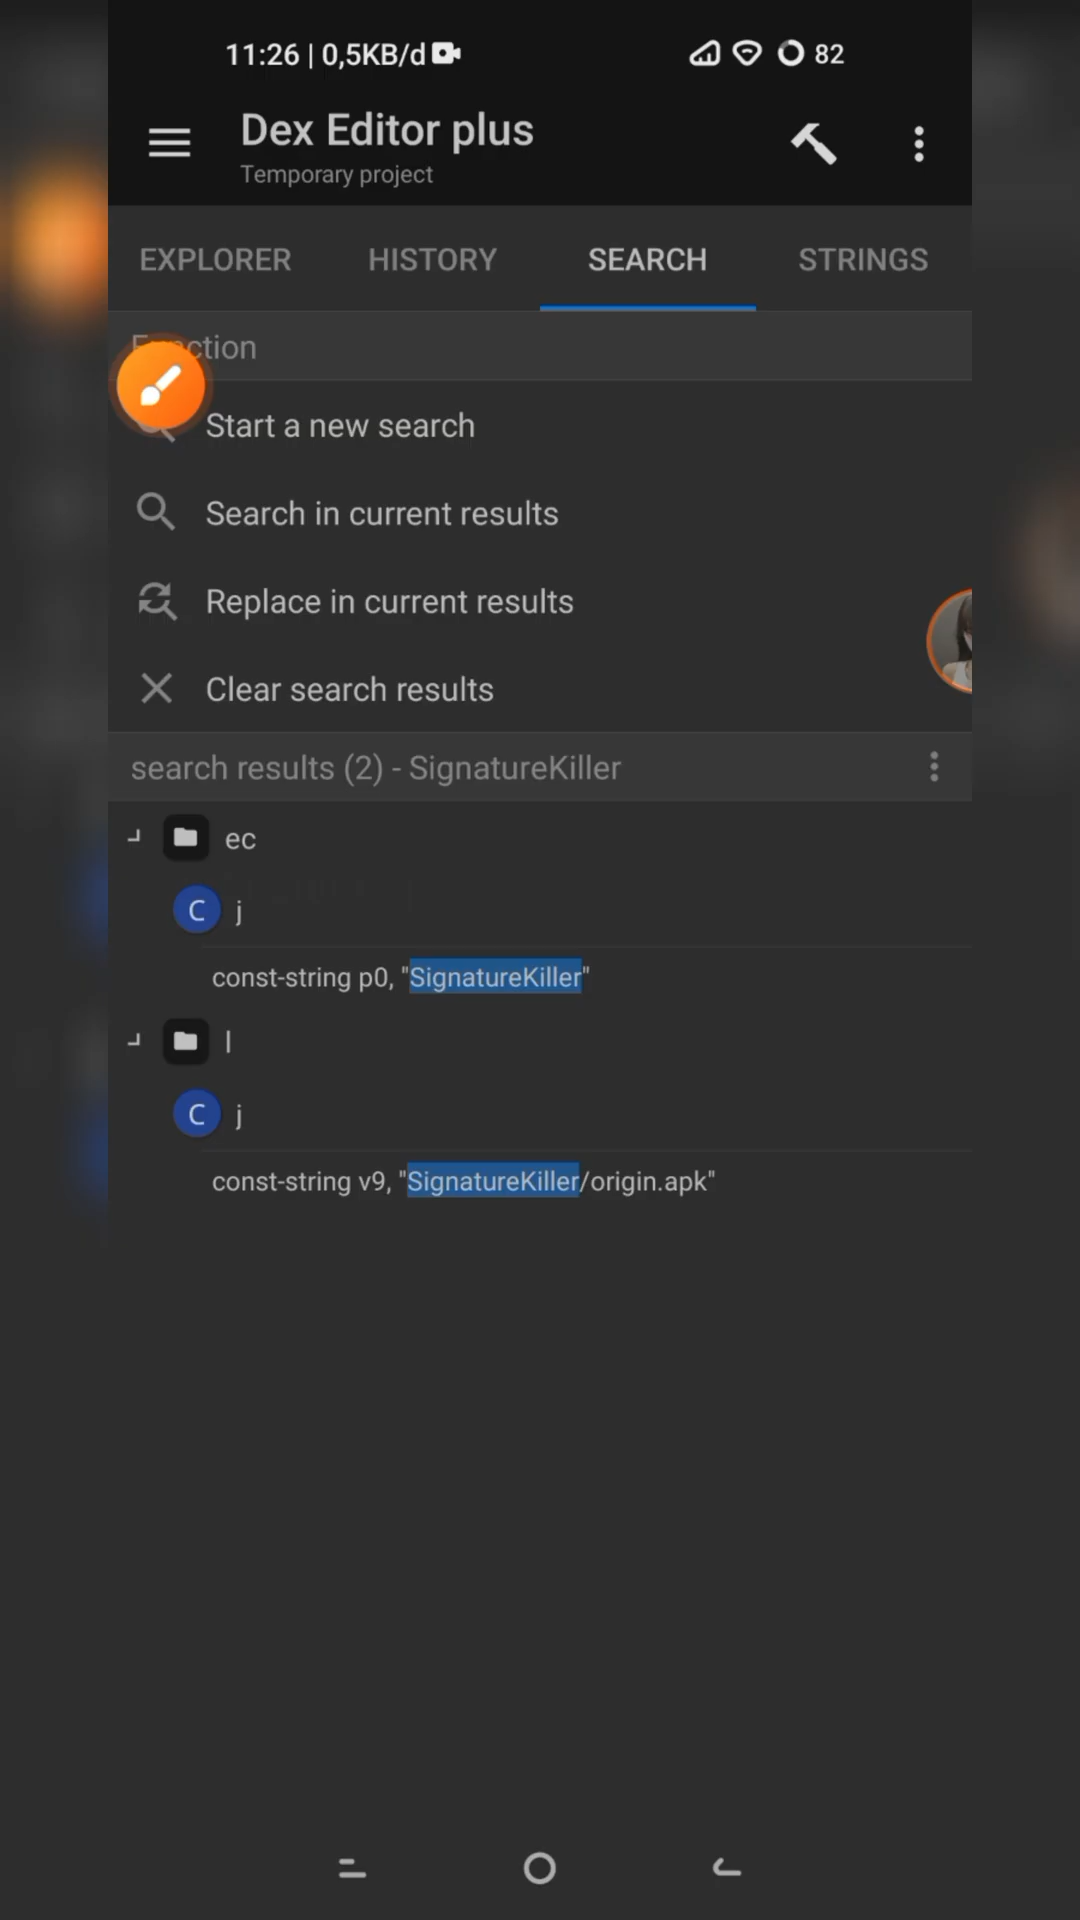 11:26 | 0,5KB/d 82
Dex Editor plus
Temporary project
EXPLORER HISTORY SEARCH STRINGS
Function
Start a new search
Search in current results
Replace in current results
Clear search results
search results (2) - SignatureKiller
ec
C j
const-string p0, "SignatureKiller"
l
C j
const-string v9, "SignatureKiller/origin.apk"